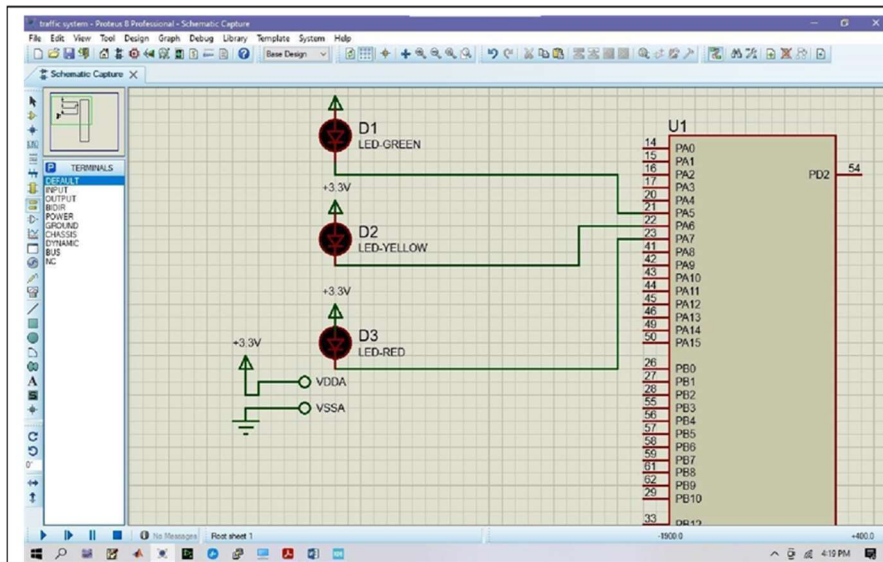 traffic system - Proteus 8 Professional - Schematic Capture
File Edit View Tool Design Graph Debug Library Template System Help
Base Design
Schematic Capture
P TERMINALS
DEFAULT
INPUT
OUTPUT
BIDIR
POWER
GROUND
CHASSIS
DYNAMIC
BUS
NC
D1
LED-GREEN
+3.3V
D2
LED-YELLOW
+3.3V
D3
LED-RED
+3.3V
VDDA
VSSA
U1
14 PA0
15 PA1
16 PA2
17 PA3
20 PA4
21 PA5
22 PA6
23 PA7
41 PA8
42 PA9
43 PA10
44 PA11
45 PA12
46 PA13
49 PA14
50 PA15
PD2 54
26 PB0
27 PB1
28 PB2
55 PB3
56 PB4
57 PB5
58 PB6
59 PB7
61 PB8
62 PB9
29 PB10
33 PB12
No Messages Root sheet 1 -1900.0 +400.0
4:19 PM